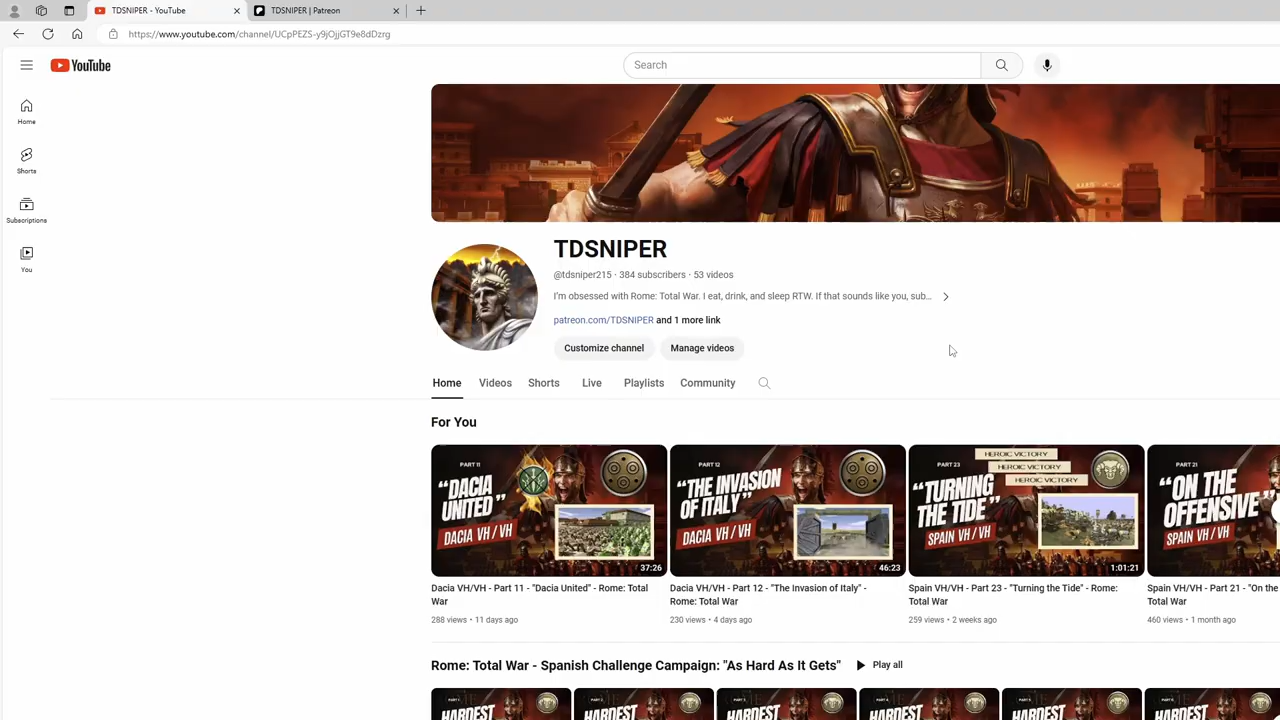 TDSNIPER - YouTube
TDSNIPER | Patreon
https://www.youtube.com/channel/UCpPEZS-y9jOjjGT9e8dDzrg
YouTube
Search
Home
Shorts
Subscriptions
You
TDSNIPER
@tdsniper215 · 384 subscribers · 53 videos
I'm obsessed with Rome: Total War. I eat, drink, and sleep RTW. If that sounds like you, sub...
patreon.com/TDSNIPER and 1 more link
Customize channel
Manage videos
Home Videos Shorts Live Playlists Community
For You
PART 11
"DACIA
UNITED"
DACIA VH/VH
37:26
PART 12
"THE INVASION
OF ITALY"
DACIA VH/VH
46:23
PART 23
HEROIC VICTORY
HEROIC VICTORY
HEROIC VICTORY
"TURNING
THE TIDE"
SPAIN VH/VH
1:01:21
PART 21
"ON THE
OFFENSIVE"
SPAIN VH/VH
Dacia VH/VH - Part 11 - "Dacia United" - Rome: Total
War
288 views • 11 days ago
Dacia VH/VH - Part 12 - "The Invasion of Italy" -
Rome: Total War
230 views • 4 days ago
Spain VH/VH - Part 23 - "Turning the Tide" - Rome:
Total War
259 views • 2 weeks ago
Spain VH/VH - Part 21 - "On the
Total War
460 views • 1 month ago
Rome: Total War - Spanish Challenge Campaign: "As Hard As It Gets"
Play all
HARDEST
HARDEST
HARDEST
HARDEST
HARDEST
HARDEST